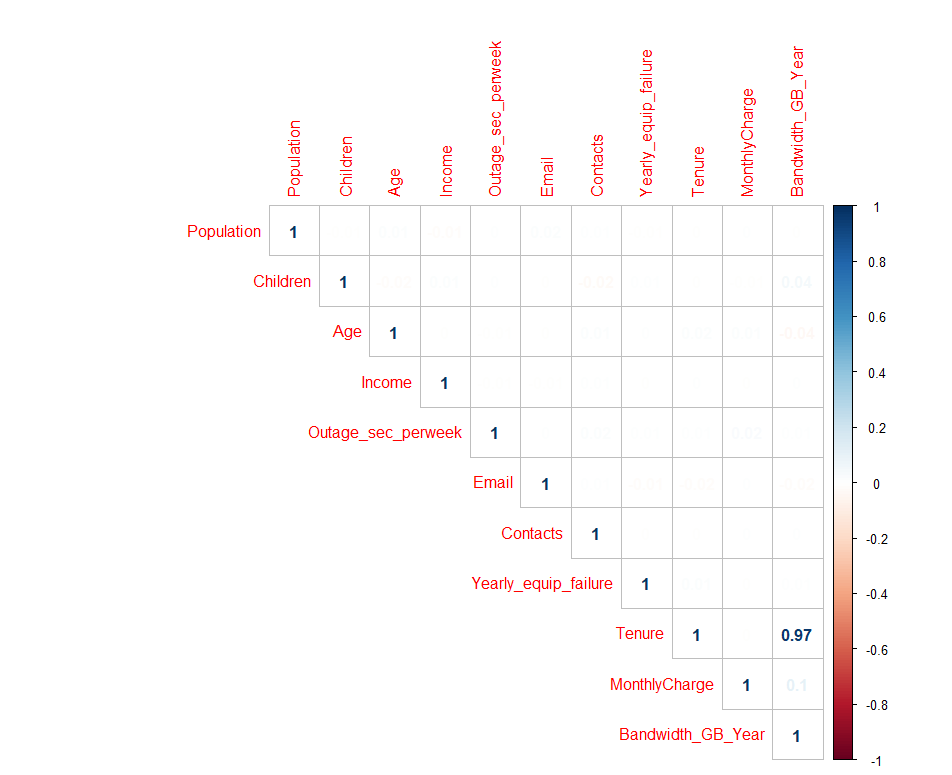 Population
Children
Age
Income
Outage_sec_perweek
Email
Contacts
Yearly_equip_failure
Tenure
MonthlyCharge
Bandwidth_GB_Year
Population 1
Children 1 -0.02 0.04
Age 1 -0.04
Income 1
Outage_sec_perweek 1
Email 1
Contacts 1
Yearly_equip_failure 1
Tenure 1 0.97
MonthlyCharge 1 0.1
Bandwidth_GB_Year 1
1
0.8
0.6
0.4
0.2
0
-0.2
-0.4
-0.6
-0.8
-1